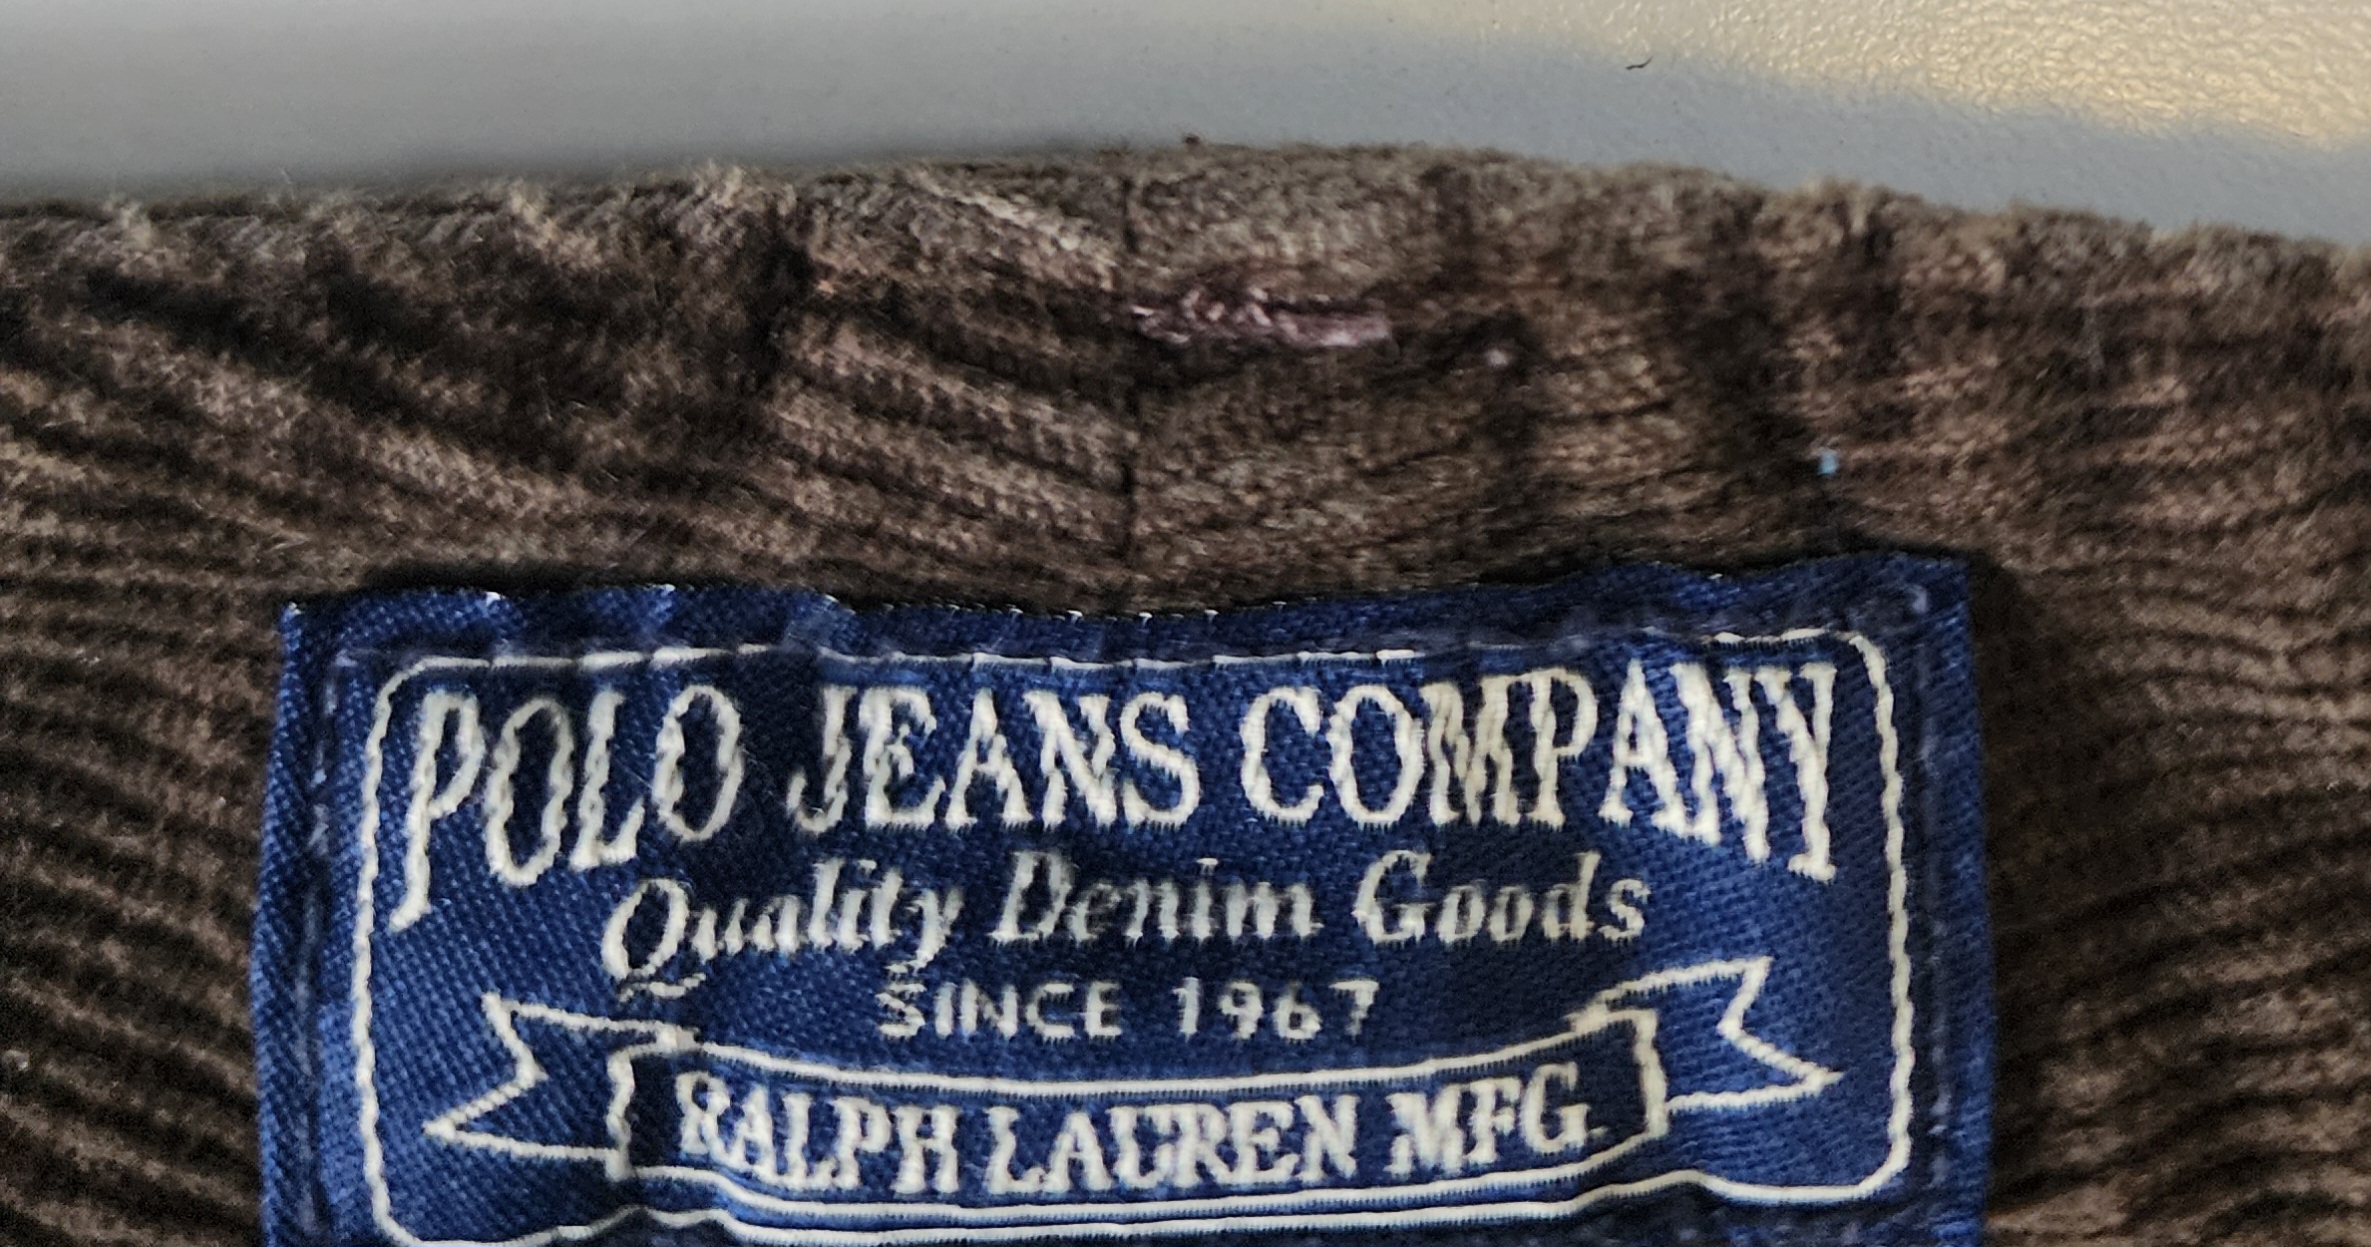 POLO JEANS COMPANY
Quality Denim Goods
SINCE 1967
RALPH LAUREN MFG.